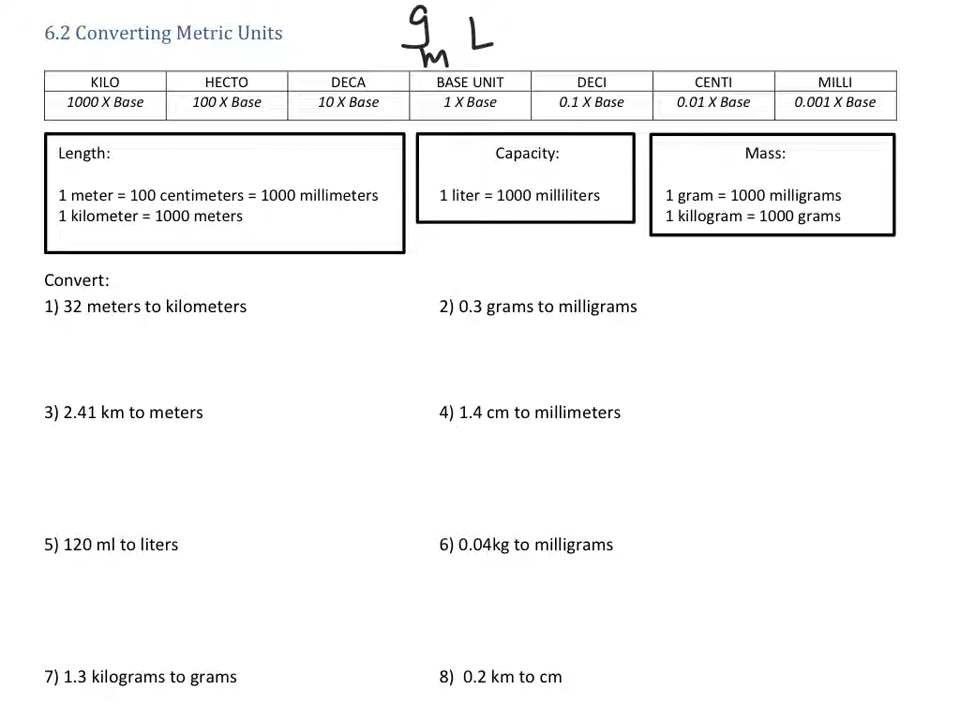 6.2 Converting Metric Units
g L
m
KILO HECTO DECA BASE UNIT DECI CENTI MILLI
1000 X Base 100 X Base 10 X Base 1 X Base 0.1 X Base 0.01 X Base 0.001 X Base
Length:
1 meter = 100 centimeters = 1000 millimeters
1 kilometer = 1000 meters
Capacity:
1 liter = 1000 milliliters
Mass:
1 gram = 1000 milligrams
1 killogram = 1000 grams
Convert:
1) 32 meters to kilometers
2) 0.3 grams to milligrams
3) 2.41 km to meters
4) 1.4 cm to millimeters
5) 120 ml to liters
6) 0.04kg to milligrams
7) 1.3 kilograms to grams
8) 0.2 km to cm